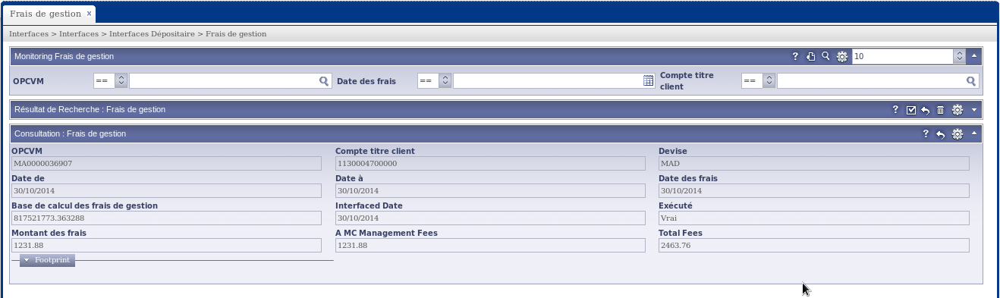 Frais de gestion x
Interfaces > Interfaces > Interfaces Dépositaire > Frais de gestion
Monitoring Frais de gestion ? 10
OPCVM == Date des frais == Compte titre client ==
Résultat de Recherche : Frais de gestion ?
Consultation : Frais de gestion ?
OPCVM Compte titre client Devise
MA0000036907 1130004700000 MAD
Date de Date à Date des frais
30/10/2014 30/10/2014 30/10/2014
Base de calcul des frais de gestion Interfaced Date Exécuté
817521773.363288 30/10/2014 Vrai
Montant des frais A MC Management Fees Total Fees
1231.88 1231.88 2463.76
Footprint